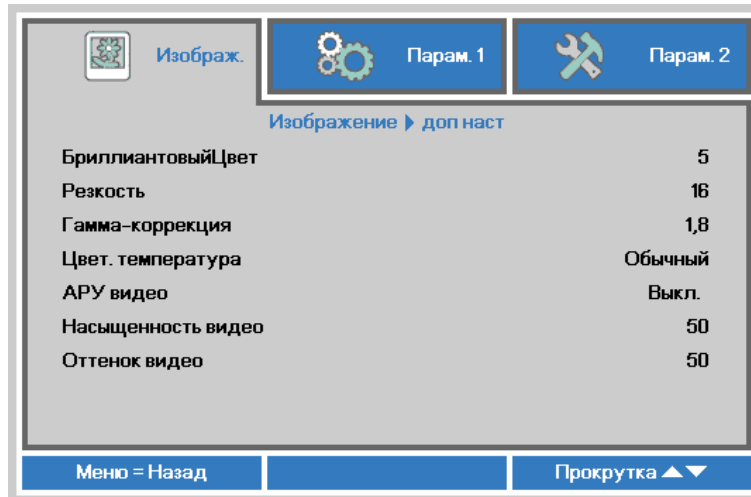 Изображ. Парам. 1 Парам. 2
Изображение ▶ доп наст
БриллиантовыйЦвет 5
Резкость 16
Гамма-коррекция 1,8
Цвет. температура Обычный
АРУ видео Выкл.
Насыщенность видео 50
Оттенок видео 50
Меню = Назад Прокрутка ▲▼